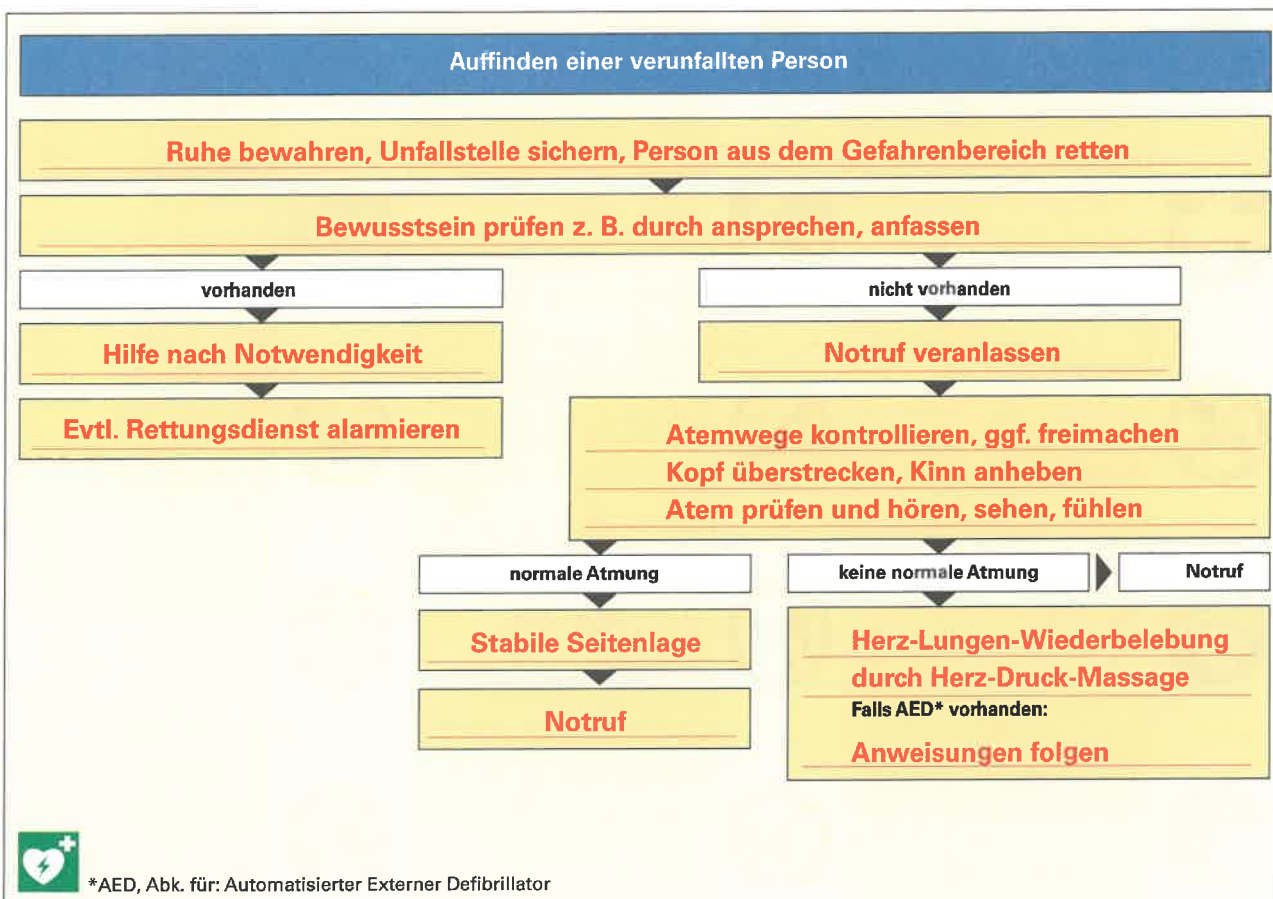 Auffinden einer verunfallten Person
Ruhe bewahren, Unfallstelle sichern, Person aus dem Gefahrenbereich retten
Bewusstsein prüfen z. B. durch ansprechen, anfassen
vorhanden
nicht vorhanden
Hilfe nach Notwendigkeit
Notruf veranlassen
Evtl. Rettungsdienst alarmieren
Atemwege kontrollieren, ggf. freimachen
Kopf überstrecken, Kinn anheben
Atem prüfen und hören, sehen, fühlen
normale Atmung
keine normale Atmung
Notruf
Stabile Seitenlage
Notruf
Herz-Lungen-Wiederbelebung
durch Herz-Druck-Massage
Falls AED* vorhanden:
Anweisungen folgen
*AED, Abk. für: Automatisierter Externer Defibrillator